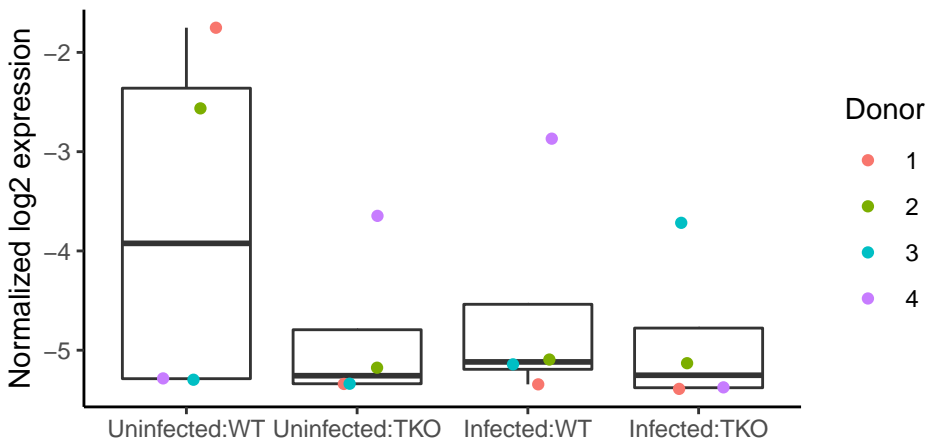 Normalized log2 expression
−2
−3
−4
−5
Uninfected:WT Uninfected:TKO Infected:WT Infected:TKO
Donor
1
2
3
4